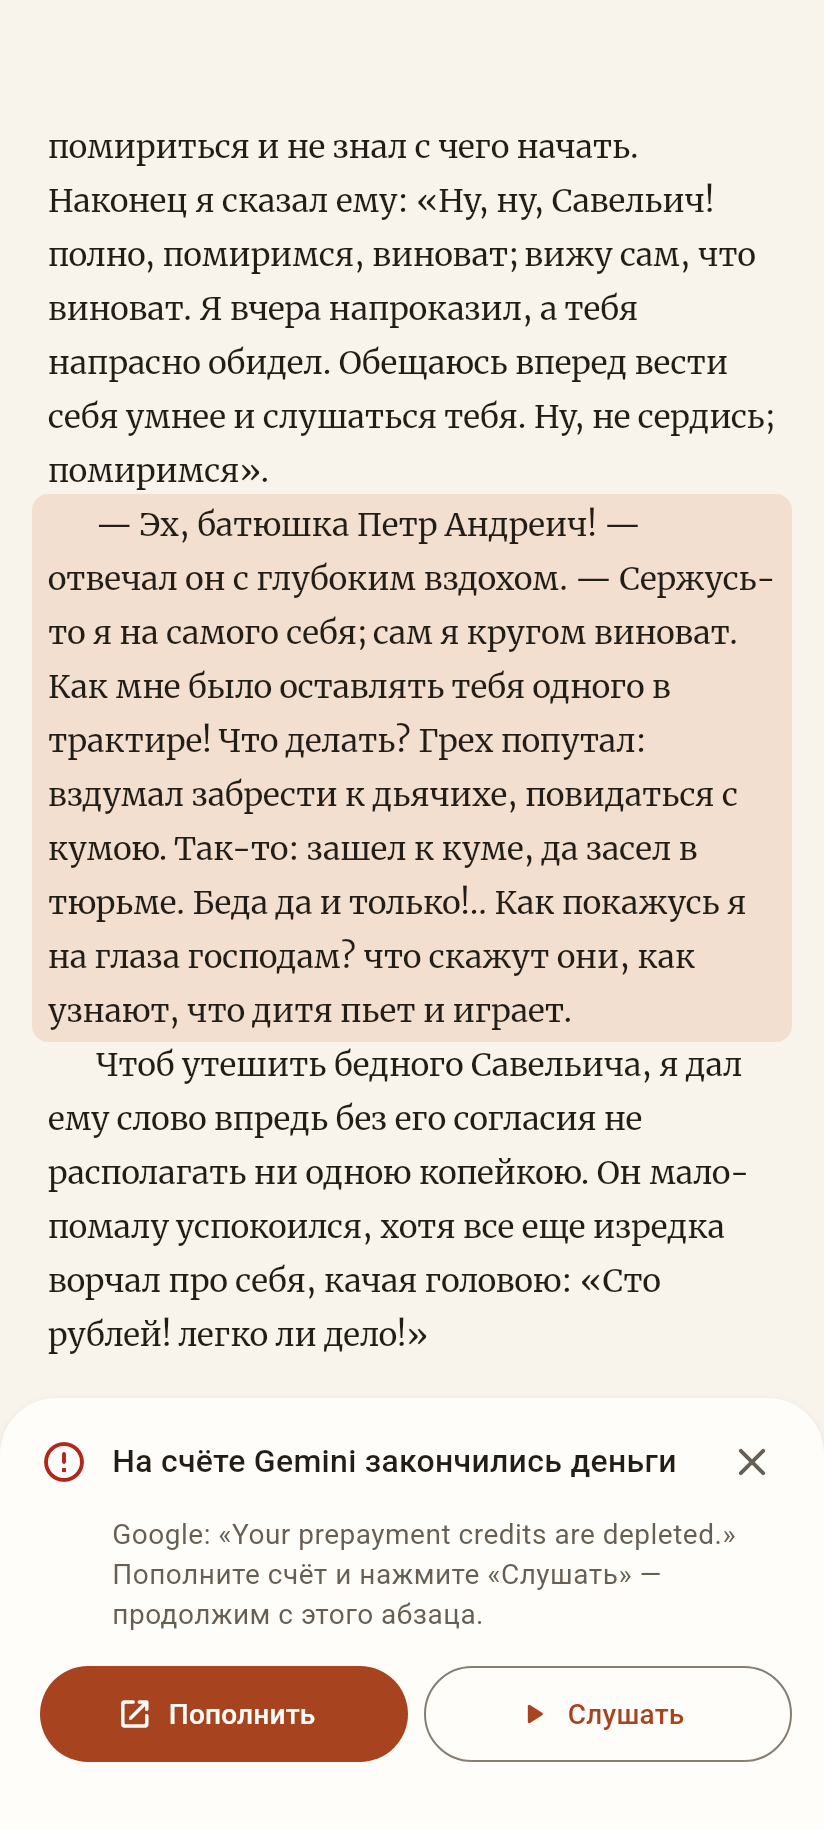 помириться и не знал с чего начать.
Наконец я сказал ему: «Ну, ну, Савельич!
полно, помиримся, виноват; вижу сам, что
виноват. Я вчера напроказил, а тебя
напрасно обидел. Обещаюсь вперед вести
себя умнее и слушаться тебя. Ну, не сердись;
помиримся».
— Эх, батюшка Петр Андреич! —
отвечал он с глубоким вздохом. — Сержусь-
то я на самого себя; сам я кругом виноват.
Как мне было оставлять тебя одного в
трактире! Что делать? Грех попутал:
вздумал забрести к дьячихе, повидаться с
кумою. Так-то: зашел к куме, да засел в
тюрьме. Беда да и только!.. Как покажусь я
на глаза господам? что скажут они, как
узнают, что дитя пьет и играет.
Чтоб утешить бедного Савельича, я дал
ему слово впредь без его согласия не
располагать ни одною копейкою. Он мало-
помалу успокоился, хотя все еще изредка
ворчал про себя, качая головою: «Сто
рублей! легко ли дело!»
На счёте Gemini закончились деньги
Google: «Your prepayment credits are depleted.»
Пополните счёт и нажмите «Слушать» —
продолжим с этого абзаца.
Пополнить
Слушать